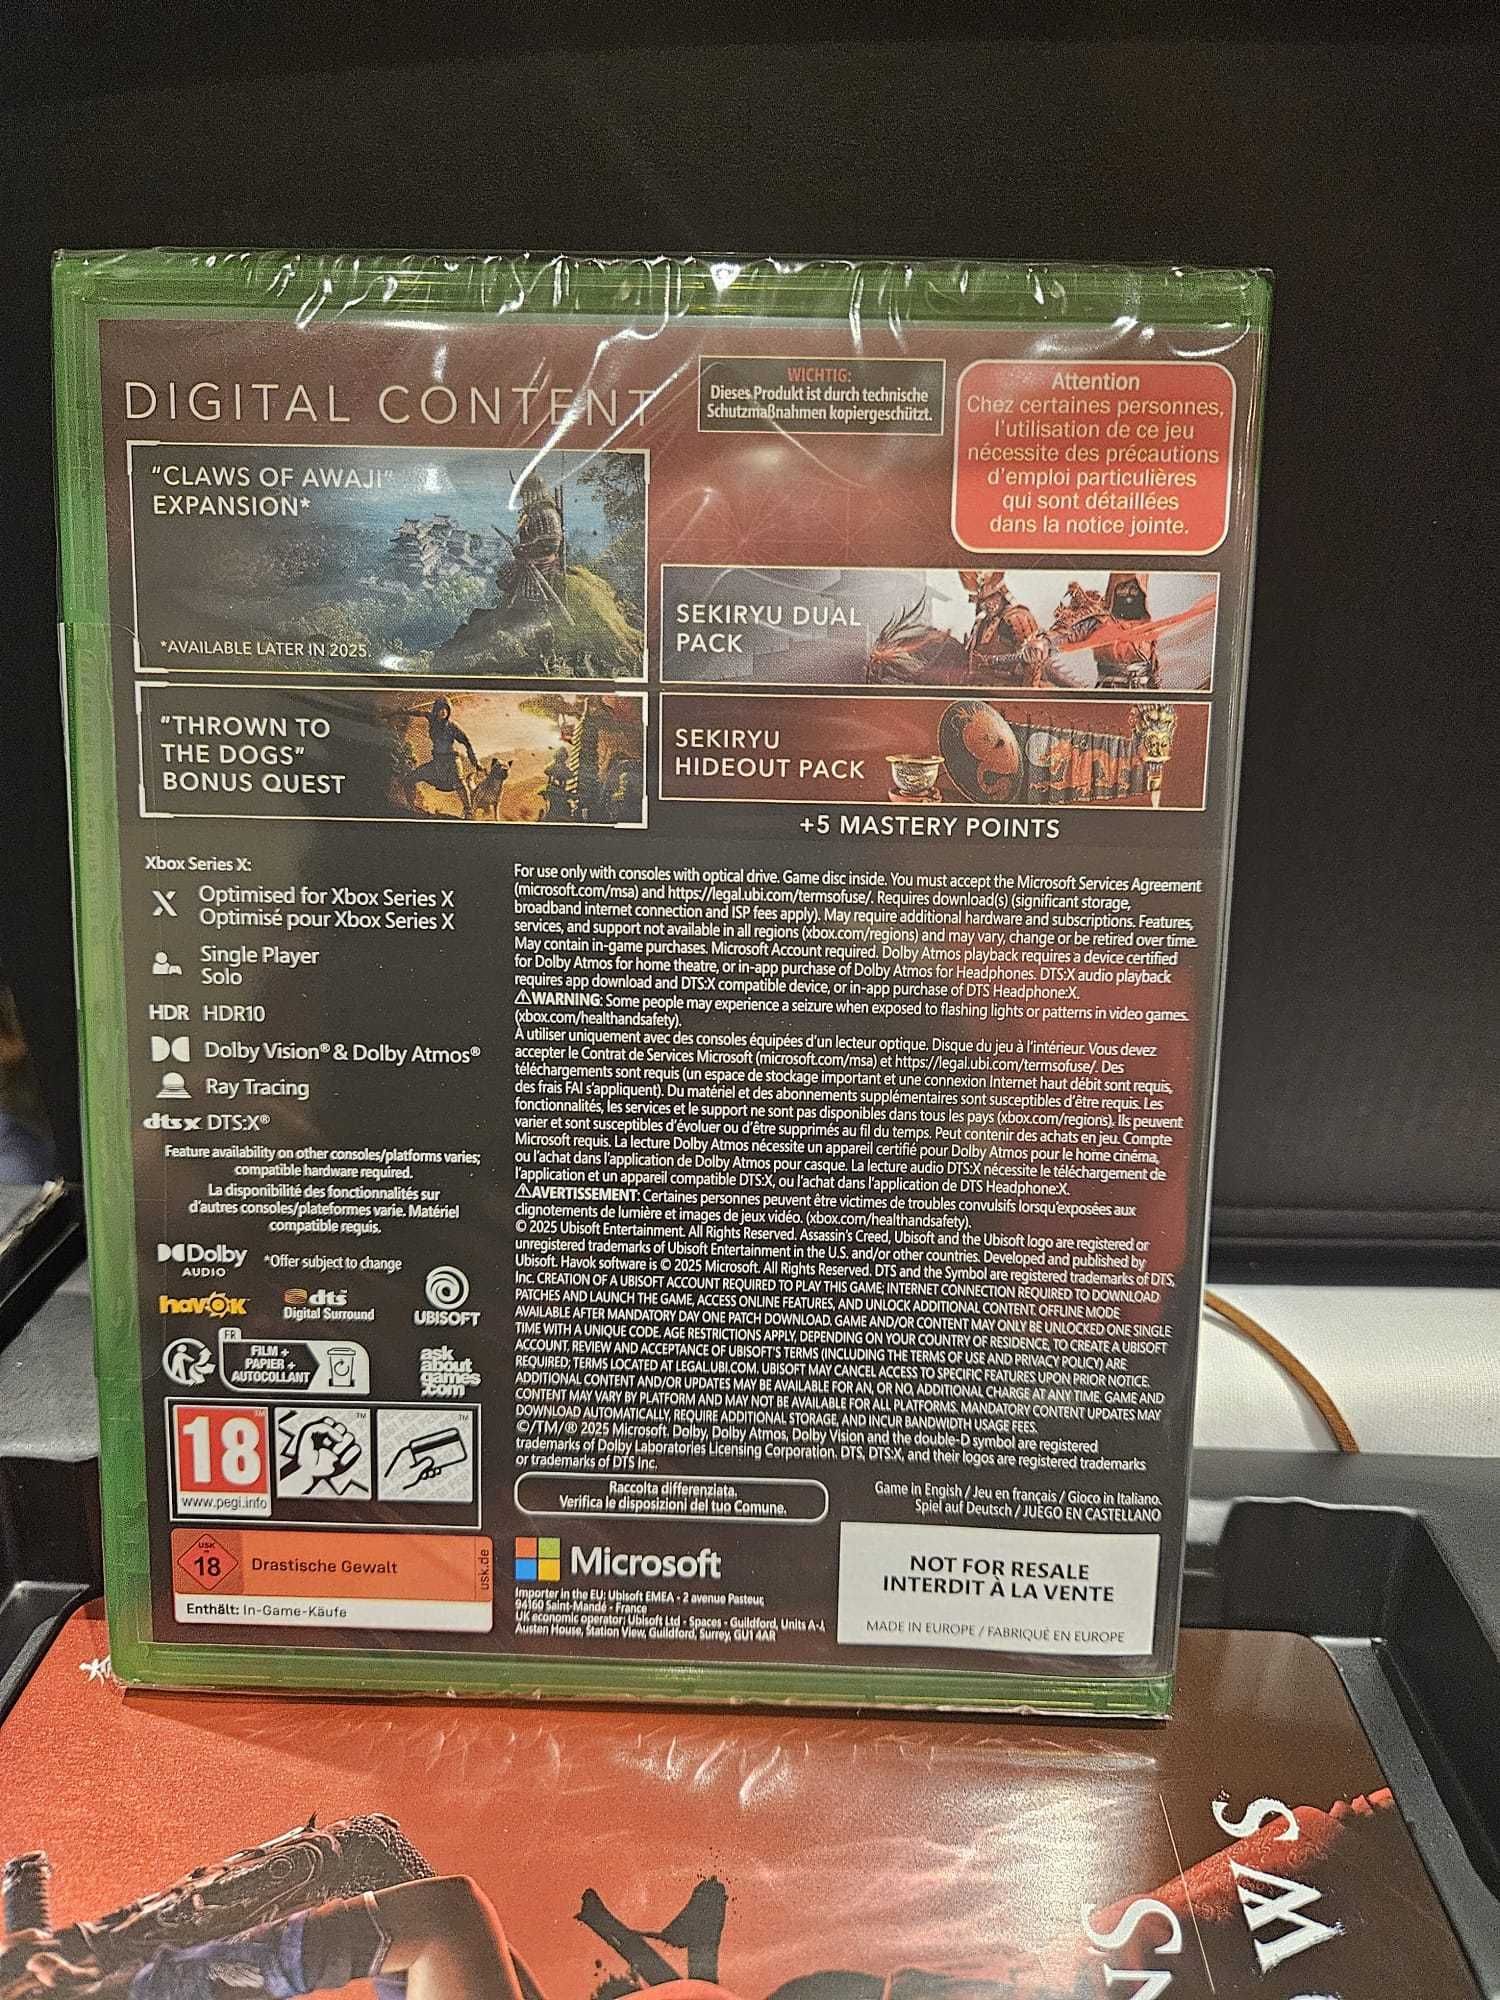 DIGITAL CONTENT
WICHTIG:
Dieses Produkt ist durch technische
Schutzmaßnahmen kopiergeschützt.
Attention
Chez certaines personnes,
l'utilisation de ce jeu
nécessite des précautions
d'emploi particulières
qui sont détaillées
dans la notice jointe.
"CLAWS OF AWAJI"
EXPANSION*
*AVAILABLE LATER IN 2025.
SEKIRYU DUAL
PACK
"THROWN TO
THE DOGS"
BONUS QUEST
SEKIRYU
HIDEOUT PACK
+5 MASTERY POINTS
Xbox Series X:
X Optimised for Xbox Series X
Optimisé pour Xbox Series X
Single Player
Solo
HDR HDR10
Dolby Vision® & Dolby Atmos®
Ray Tracing
dtsx DTS:X®
Feature availability on other consoles/platforms varies;
compatible hardware required.
La disponibilité des fonctionnalités sur
d'autres consoles/plateformes varie. Matériel
compatible requis.
Dolby
AUDIO
*Offer subject to change
havok
dts
Digital Surround
UBISOFT
FR
FILM +
PAPIER +
AUTOCOLLANT
ask
about
games
.com
18
www.pegi.info
USK
18
Drastische Gewalt
usk.de
Enthält: In-Game-Käufe
For use only with consoles with optical drive. Game disc inside. You must accept the Microsoft Services Agreement
(microsoft.com/msa) and https://legal.ubi.com/termsofuse/. Requires download(s) (significant storage,
broadband internet connection and ISP fees apply). May require additional hardware and subscriptions. Features,
services, and support not available in all regions (xbox.com/regions) and may vary, change or be retired over time.
May contain in-game purchases. Microsoft Account required. Dolby Atmos playback requires a device certified
for Dolby Atmos for home theatre, or in-app purchase of Dolby Atmos for Headphones. DTS:X audio playback
requires app download and DTS:X compatible device, or in-app purchase of DTS Headphone:X.
⚠WARNING: Some people may experience a seizure when exposed to flashing lights or patterns in video games.
(xbox.com/healthandsafety).
À utiliser uniquement avec des consoles équipées d'un lecteur optique. Disque du jeu à l'intérieur. Vous devez
accepter le Contrat de Services Microsoft (microsoft.com/msa) et https://legal.ubi.com/termsofuse/. Des
téléchargements sont requis (un espace de stockage important et une connexion Internet haut débit sont requis,
des frais FAI s'appliquent). Du matériel et des abonnements supplémentaires sont susceptibles d'être requis. Les
fonctionnalités, les services et le support ne sont pas disponibles dans tous les pays (xbox.com/regions). Ils peuvent
varier et sont susceptibles d'évoluer ou d'être supprimés au fil du temps. Peut contenir des achats en jeu. Compte
Microsoft requis. La lecture Dolby Atmos nécessite un appareil certifié pour Dolby Atmos pour le home cinéma,
ou l'achat dans l'application de Dolby Atmos pour casque. La lecture audio DTS:X nécessite le téléchargement de
l'application et un appareil compatible DTS:X, ou l'achat dans l'application de DTS Headphone:X.
⚠AVERTISSEMENT: Certaines personnes peuvent être victimes de troubles convulsifs lorsqu'exposées aux
clignotements de lumière et images de jeux vidéo. (xbox.com/healthandsafety).
© 2025 Ubisoft Entertainment. All Rights Reserved. Assassin's Creed, Ubisoft and the Ubisoft logo are registered or
unregistered trademarks of Ubisoft Entertainment in the U.S. and/or other countries. Developed and published by
Ubisoft. Havok software is © 2025 Microsoft. All Rights Reserved. DTS and the Symbol are registered trademarks of DTS,
Inc. CREATION OF A UBISOFT ACCOUNT REQUIRED TO PLAY THIS GAME; INTERNET CONNECTION REQUIRED TO DOWNLOAD
PATCHES AND LAUNCH THE GAME, ACCESS ONLINE FEATURES, AND UNLOCK ADDITIONAL CONTENT. OFFLINE MODE
AVAILABLE AFTER MANDATORY DAY ONE PATCH DOWNLOAD. GAME AND/OR CONTENT MAY ONLY BE UNLOCKED ONE SINGLE
TIME WITH A UNIQUE CODE. AGE RESTRICTIONS APPLY, DEPENDING ON YOUR COUNTRY OF RESIDENCE, TO CREATE A UBISOFT
ACCOUNT. REVIEW AND ACCEPTANCE OF UBISOFT'S TERMS (INCLUDING THE TERMS OF USE AND PRIVACY POLICY) ARE
REQUIRED; TERMS LOCATED AT LEGAL.UBI.COM. UBISOFT MAY CANCEL ACCESS TO SPECIFIC FEATURES UPON PRIOR NOTICE.
ADDITIONAL CONTENT AND/OR UPDATES MAY BE AVAILABLE FOR AN, OR NO, ADDITIONAL CHARGE AT ANY TIME. GAME AND
CONTENT MAY VARY BY PLATFORM AND MAY NOT BE AVAILABLE FOR ALL PLATFORMS. MANDATORY CONTENT UPDATES MAY
DOWNLOAD AUTOMATICALLY, REQUIRE ADDITIONAL STORAGE, AND INCUR BANDWIDTH USAGE FEES.
©/TM/® 2025 Microsoft. Dolby, Dolby Atmos, Dolby Vision and the double-D symbol are registered
trademarks of Dolby Laboratories Licensing Corporation. DTS, DTS:X, and their logos are registered trademarks
or trademarks of DTS Inc.
Raccolta differenziata.
Verifica le disposizioni del tuo Comune.
Game in Engish / Jeu en français / Gioco in Italiano.
Spiel auf Deutsch / JUEGO EN CASTELLANO
Microsoft
Importer in the EU: Ubisoft EMEA - 2 avenue Pasteur,
94160 Saint-Mandé - France
UK economic operator: Ubisoft Ltd - Spaces - Guildford, Units A-J,
Austen House, Station View, Guildford, Surrey, GU1 4AR
NOT FOR RESALE
INTERDIT À LA VENTE
MADE IN EUROPE / FABRIQUÉ EN EUROPE